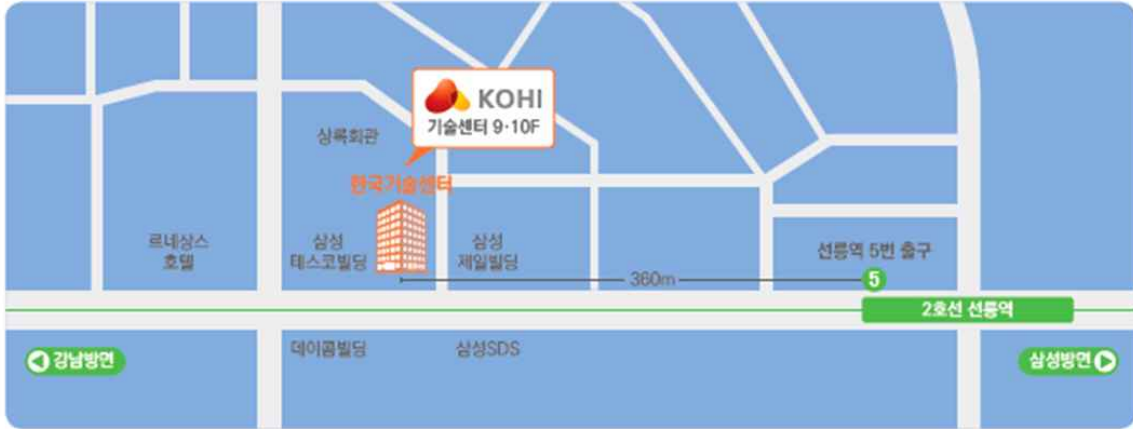 KOHI
기술센터 9·10F
상록회관
한국기술센터
르네상스
호텔
삼성
테스코빌딩
삼성
제일빌딩
선릉역 5번 출구
360m
5
2호선 선릉역
강남방면
데이콤빌딩
삼성SDS
삼성방면